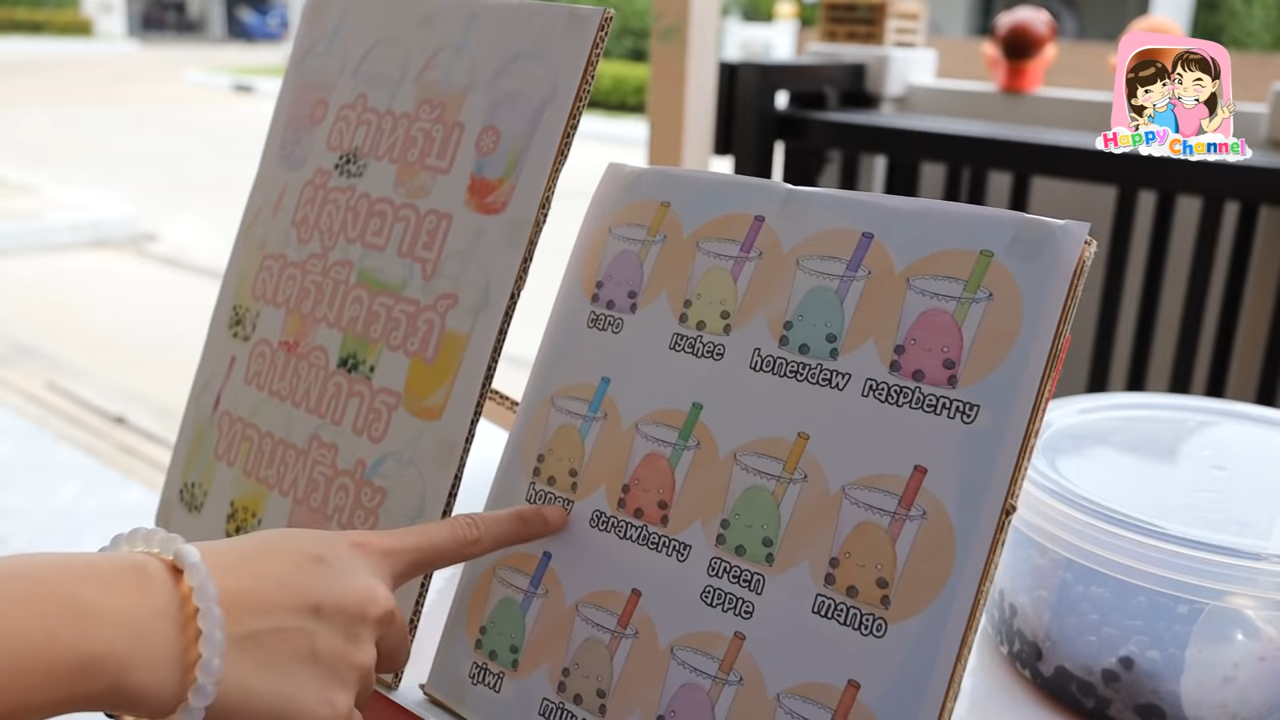 สำหรับ
ผู้สูงอายุ
สตรีมีครรภ์
คนพิการ
ทานฟรีค่ะ
taro
lychee
honeydew
raspberry
honey
strawberry
green
apple
mango
kiwi
Happy
Channel